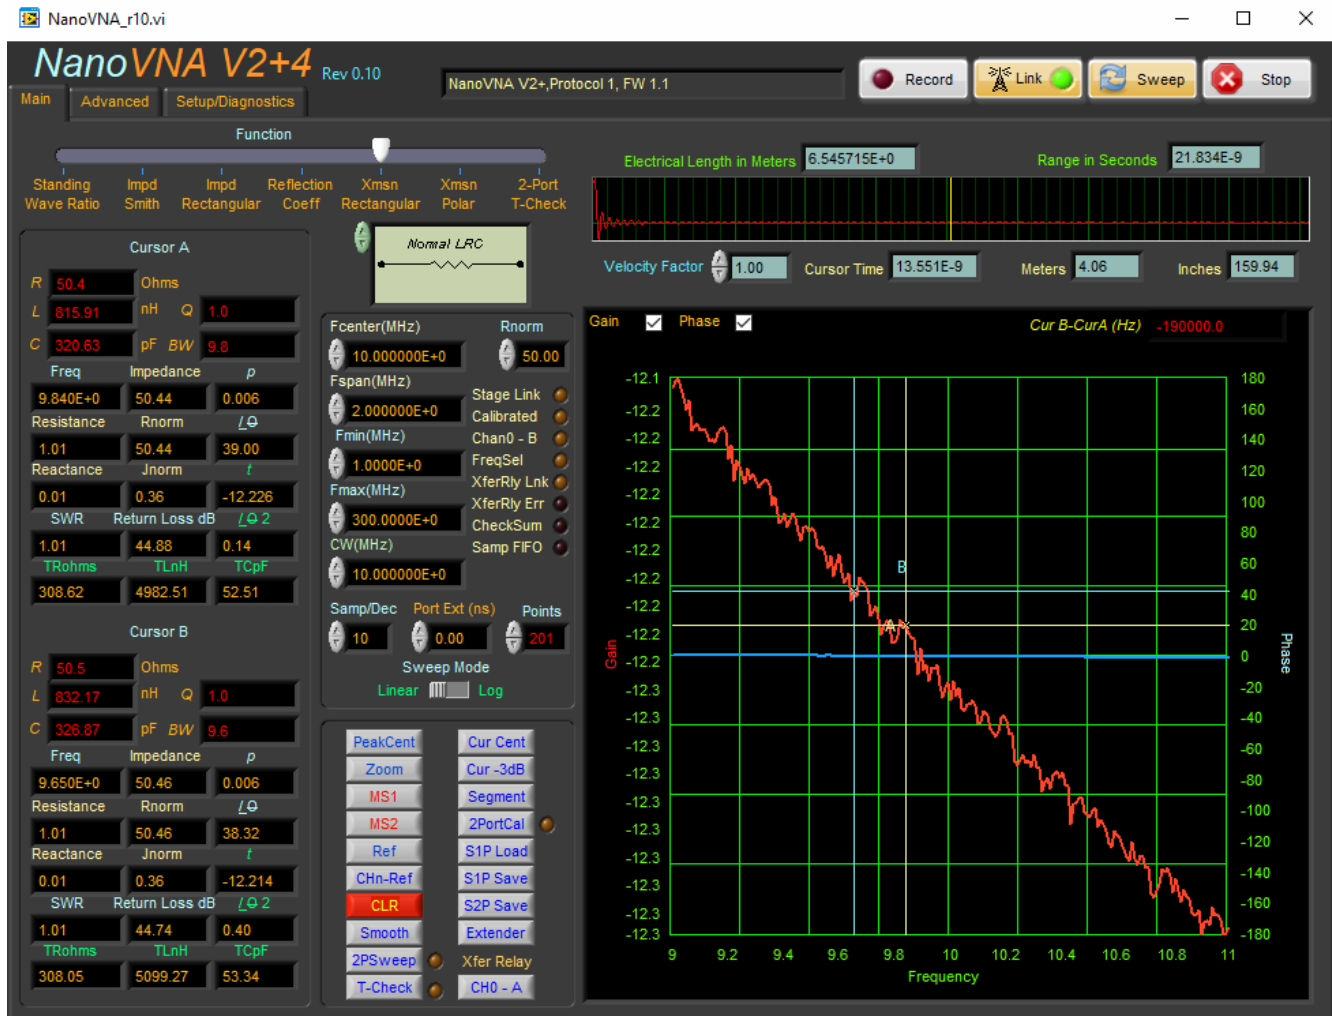 NanoVNA_r10.vi
NanoVNA V2+4 Rev 0.10
NanoVNA V2+,Protocol 1, FW 1.1
Record
Link
Sweep
Stop
Main Advanced Setup/Diagnostics
Function
Standing Wave Ratio
Impd Smith
Impd Rectangular
Reflection Coeff
Xmsn Rectangular
Xmsn Polar
2-Port T-Check
Electrical Length in Meters 6.545715E+0
Range in Seconds 21.834E-9
Velocity Factor 1.00 Cursor Time 13.551E-9 Meters 4.06 Inches 159.94
Cursor A
R 50.4 Ohms
L 815.91 nH Q 1.0
C 320.63 pF BW 9.8
Freq Impedance p
9.840E+0 50.44 0.006
Resistance Rnorm /Θ
1.01 50.44 39.00
Reactance Jnorm t
0.01 0.36 -12.226
SWR Return Loss dB /Θ 2
1.01 44.88 0.14
TRohms TLnH TCpF
308.62 4982.51 52.51
Cursor B
R 50.5 Ohms
L 832.17 nH Q 1.0
C 326.87 pF BW 9.6
Freq Impedance p
9.650E+0 50.46 0.006
Resistance Rnorm /Θ
1.01 50.46 38.32
Reactance Jnorm t
0.01 0.36 -12.214
SWR Return Loss dB /Θ 2
1.01 44.74 0.40
TRohms TLnH TCpF
308.05 5099.27 53.34
Normal LRC
Fcenter(MHz) Rnorm
10.000000E+0 50.00
Fspan(MHz)
2.000000E+0
Fmin(MHz)
1.0000E+0
Fmax(MHz)
300.0000E+0
CW(MHz)
10.000000E+0
Stage Link
Calibrated
Chan0 - B
FreqSel
XferRly Lnk
XferRly Err
CheckSum
Samp FIFO
Samp/Dec Port Ext (ns) Points
10 0.00 201
Sweep Mode
Linear Log
PeakCent Cur Cent
Zoom Cur -3dB
MS1 Segment
MS2 2PortCal
Ref S1P Load
CHn-Ref S1P Save
CLR S2P Save
Smooth Extender
2PSweep Xfer Relay
T-Check CH0 - A
Gain Phase Cur B-CurA (Hz) -190000.0
-12.1
-12.2
-12.2
-12.2
-12.2
-12.2
-12.2
-12.2
-12.2
-12.2
-12.2
-12.3
-12.3
-12.3
-12.3
-12.3
-12.3
-12.3
-12.3
-12.3
-12.3
Gain
B
A
180
160
140
120
100
80
60
40
20
0
-20
-40
-60
-80
-100
-120
-140
-160
-180
Phase
9 9.2 9.4 9.6 9.8 10 10.2 10.4 10.6 10.8 11
Frequency